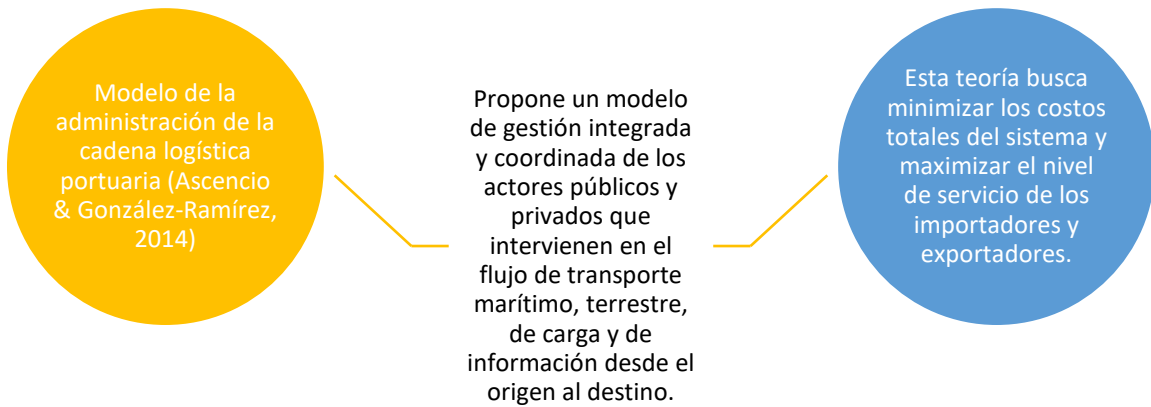 Modelo de la
administración de la
cadena logística
portuaria (Ascencio
& González-Ramírez,
2014)
Propone un modelo
de gestión integrada
y coordinada de los
actores públicos y
privados que
intervienen en el
flujo de transporte
marítimo, terrestre,
de carga y de
información desde el
origen al destino.
Esta teoría busca
minimizar los costos
totales del sistema y
maximizar el nivel
de servicio de los
importadores y
exportadores.